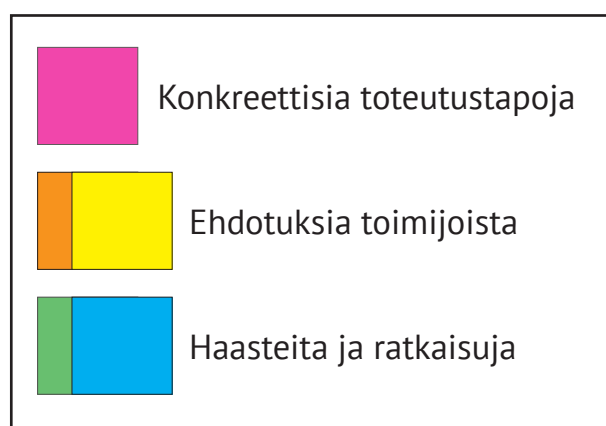 Konkreettisia toteutustapoja
Ehdotuksia toimijoista
Haasteita ja ratkaisuja